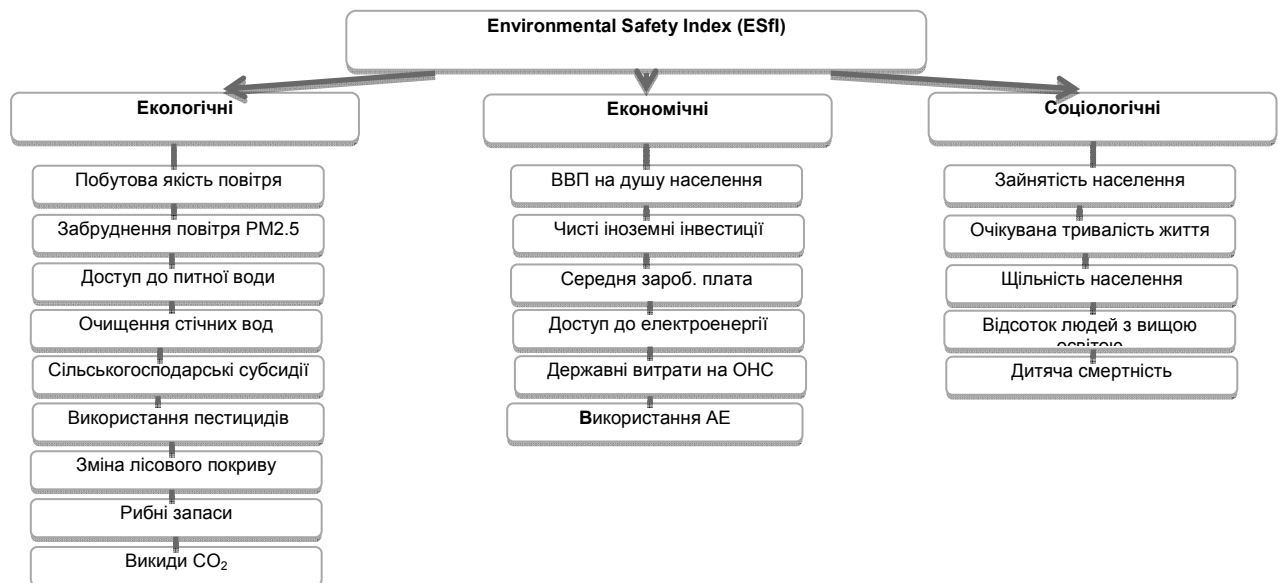 Environmental Safety Index (ESfI)
Екологічні
Побутова якість повітря
Забруднення повітря PM2.5
Доступ до питної води
Очищення стічних вод
Сільськогосподарські субсидії
Використання пестицидів
Зміна лісового покриву
Рибні запаси
Викиди CO₂
Економічні
ВВП на душу населення
Чисті іноземні інвестиції
Середня зароб. плата
Доступ до електроенергії
Державні витрати на ОНС
Використання АЕ
Соціологічні
Зайнятість населення
Очікувана тривалість життя
Щільність населення
Відсоток людей з вищою
освітою
Дитяча смертність